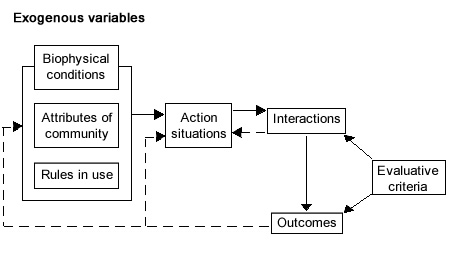 Exogenous variables
Biophysical
conditions
Attributes of
community
Rules in use
Action
situations
Interactions
Evaluative
criteria
Outcomes